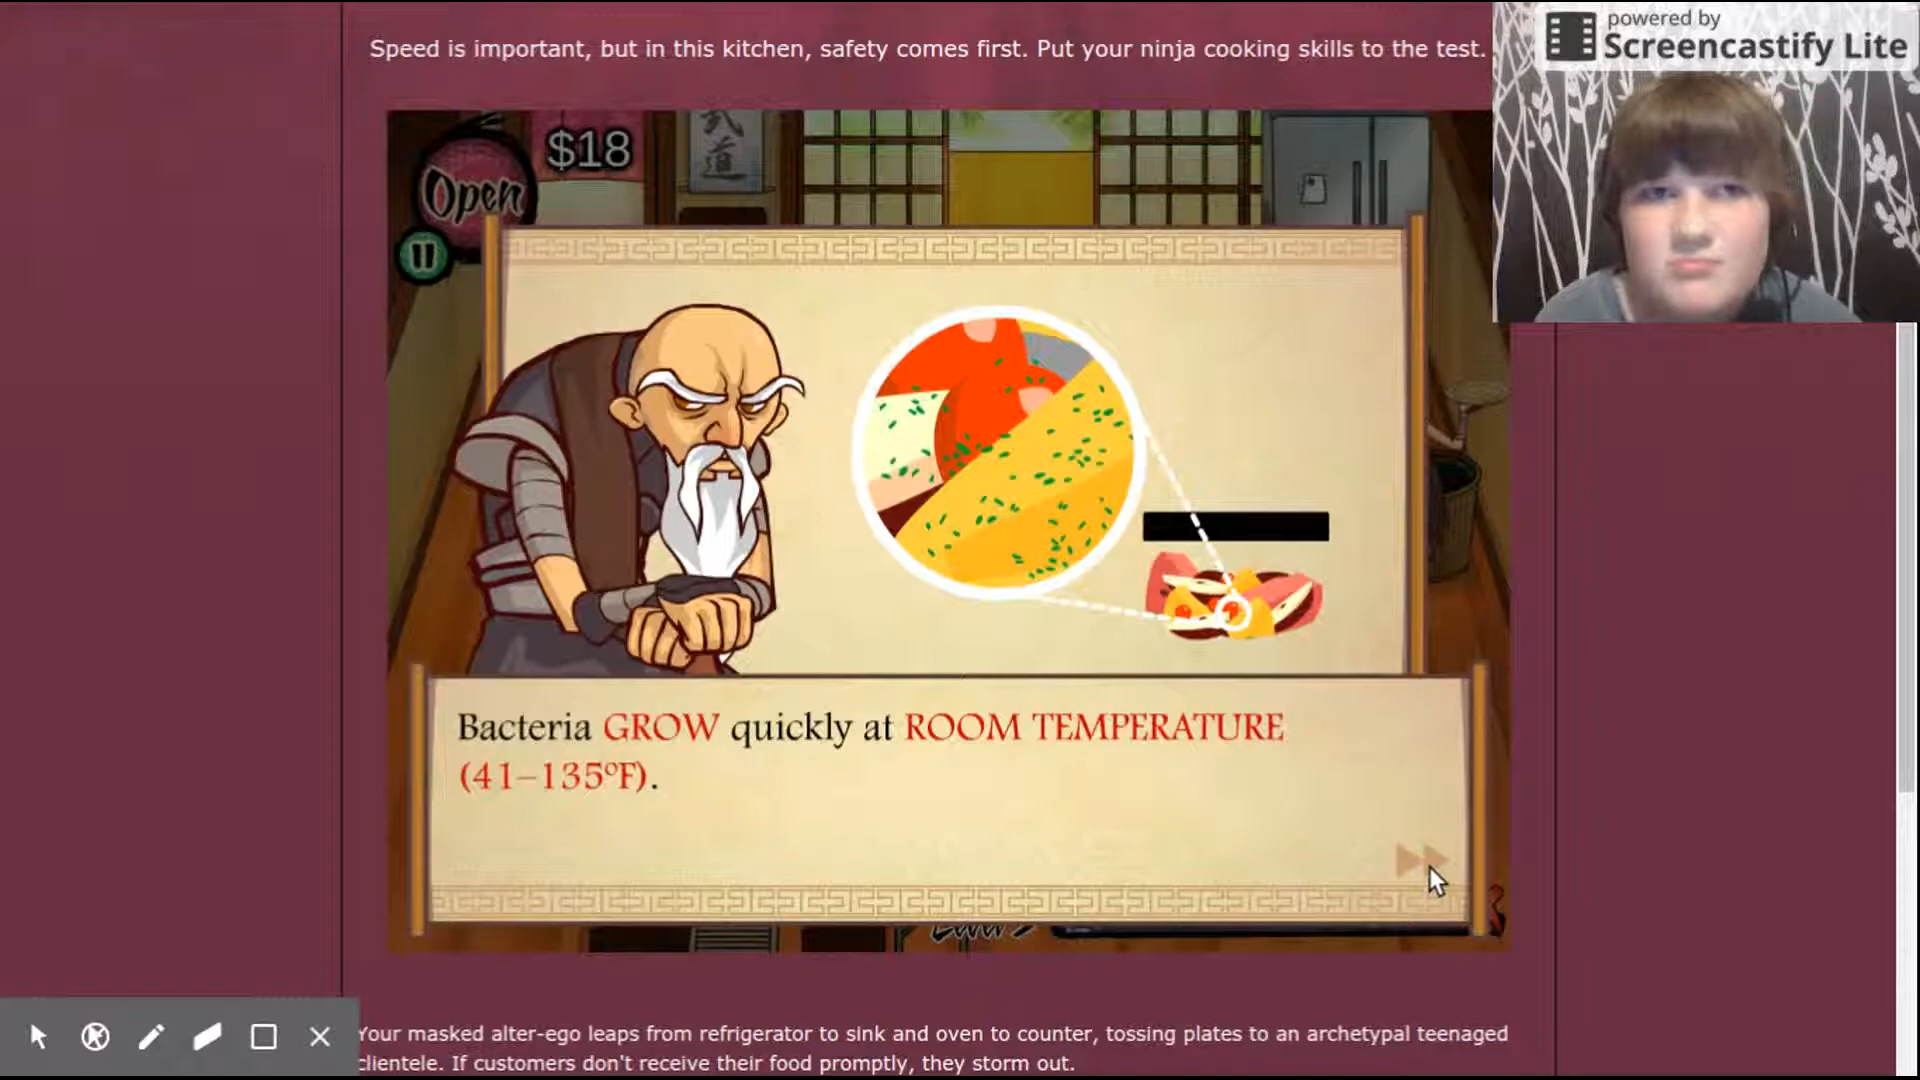 powered by
Screencastify Lite
Speed is important, but in this kitchen, safety comes first. Put your ninja cooking skills to the test.
Open
$18
武
道
Bacteria GROW quickly at ROOM TEMPERATURE
(41–135ºF).
Your masked alter-ego leaps from refrigerator to sink and oven to counter, tossing plates to an archetypal teenaged
clientele. If customers don't receive their food promptly, they storm out.